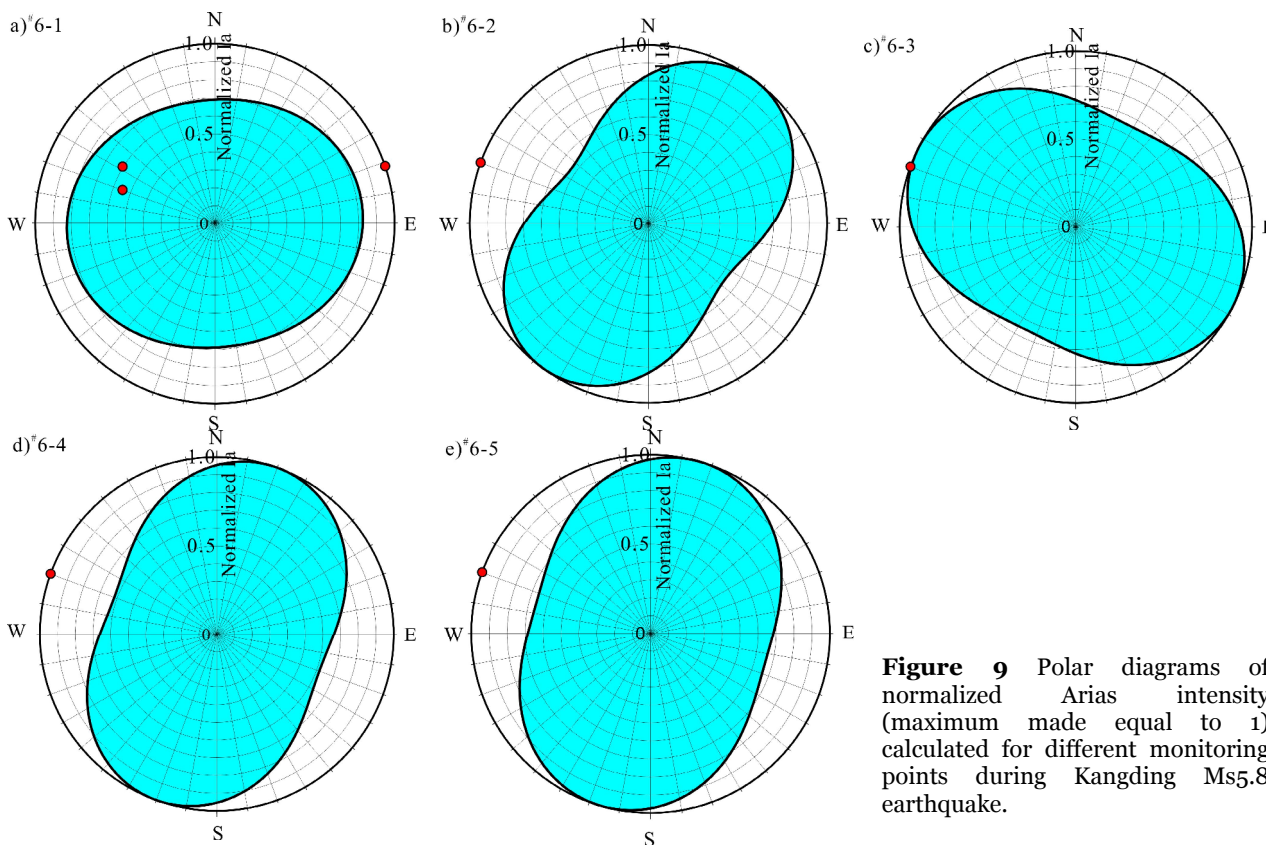 a)#6-1
N
1.0
Normalized Ia
0.5
W
0
E
S
b)#6-2
N
1.0
Normalized Ia
0.5
W
0
E
S
c)#6-3
N
1.0
Normalized Ia
0.5
W
0
S
d)#6-4
N
1.0
Normalized Ia
0.5
W
0
E
S
e)#6-5
N
1.0
Normalized Ia
0.5
W
0
E
S
Figure 9 Polar diagrams of
normalized Arias intensity
(maximum made equal to 1)
calculated for different monitoring
points during Kangding Ms5.8
earthquake.